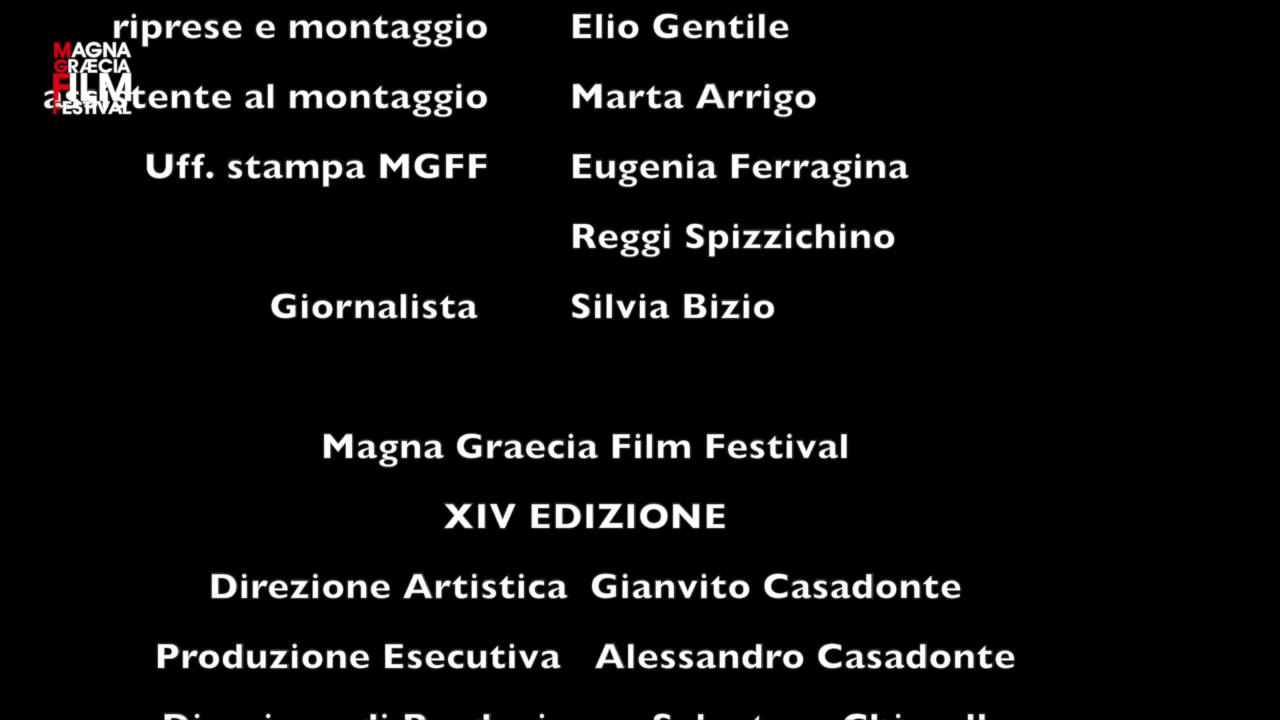 riprese e montaggio Elio Gentile
MAGNA
GRÆCIA
FILM
FESTIVAL
assistente al montaggio Marta Arrigo
Uff. stampa MGFF Eugenia Ferragina
Reggi Spizzichino
Giornalista Silvia Bizio
Magna Graecia Film Festival
XIV EDIZIONE
Direzione Artistica Gianvito Casadonte
Produzione Esecutiva Alessandro Casadonte